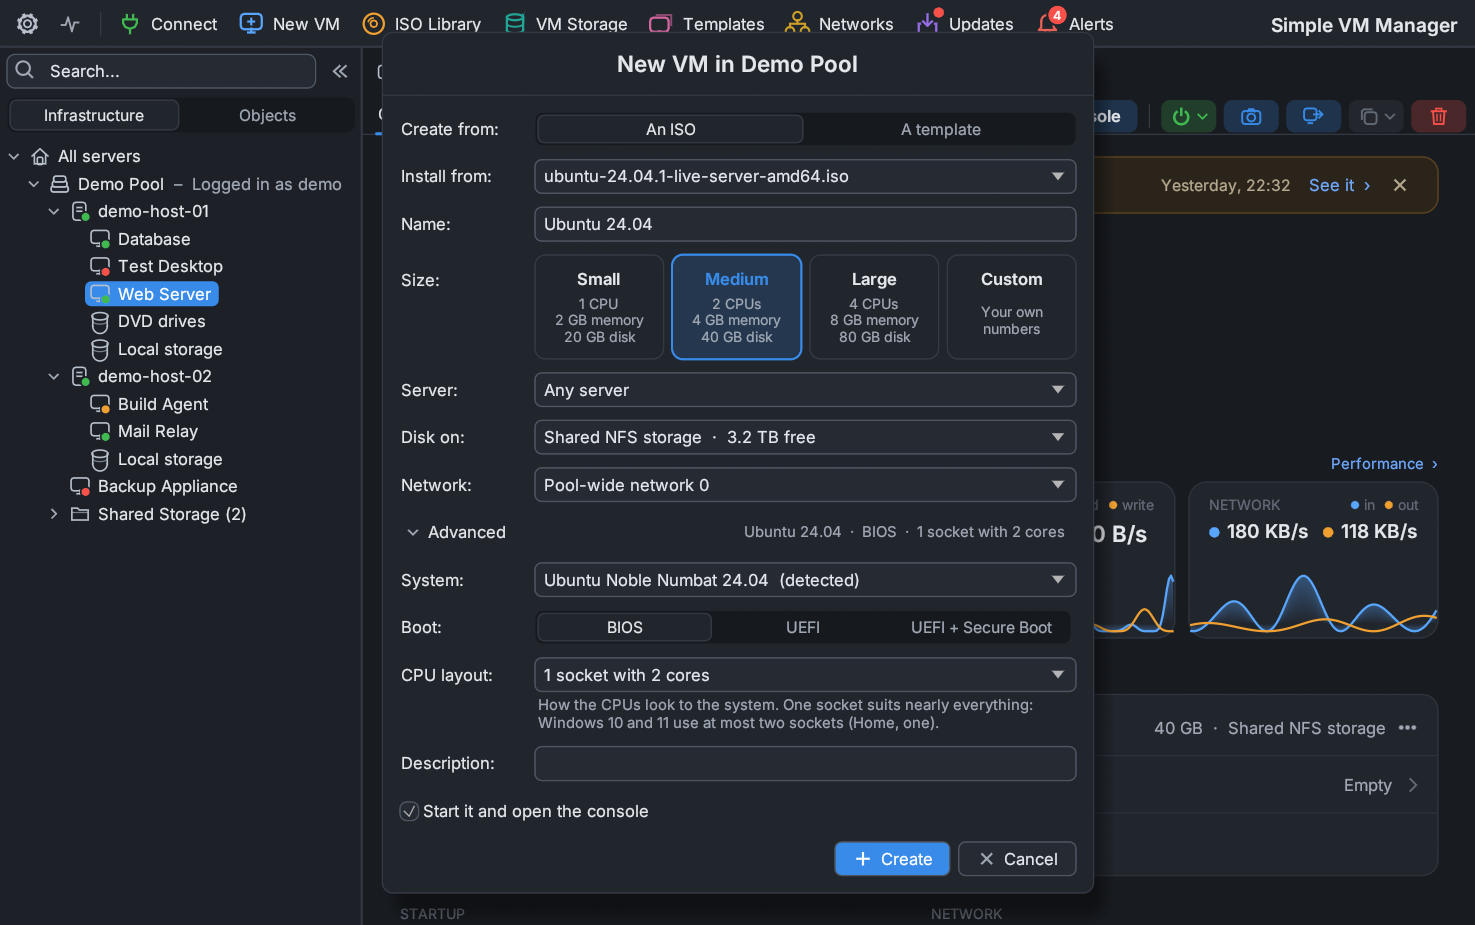 Connect
New VM
ISO Library
VM Storage
Templates
Networks
Updates
4
Alerts
Simple VM Manager
Search...
Infrastructure
Objects
All servers
Demo Pool – Logged in as demo
demo-host-01
Database
Test Desktop
Web Server
DVD drives
Local storage
demo-host-02
Build Agent
Mail Relay
Local storage
Backup Appliance
Shared Storage (2)
New VM in Demo Pool
Create from:
An ISO
A template
Install from:
ubuntu-24.04.1-live-server-amd64.iso
Name:
Ubuntu 24.04
Size:
Small
1 CPU
2 GB memory
20 GB disk
Medium
2 CPUs
4 GB memory
40 GB disk
Large
4 CPUs
8 GB memory
80 GB disk
Custom
Your own
numbers
Server:
Any server
Disk on:
Shared NFS storage · 3.2 TB free
Network:
Pool-wide network 0
Advanced
Ubuntu 24.04 · BIOS · 1 socket with 2 cores
System:
Ubuntu Noble Numbat 24.04 (detected)
Boot:
BIOS
UEFI
UEFI + Secure Boot
CPU layout:
1 socket with 2 cores
How the CPUs look to the system. One socket suits nearly everything:
Windows 10 and 11 use at most two sockets (Home, one).
Description:
Start it and open the console
Create
Cancel
Yesterday, 22:32 See it ›
Performance ›
write
0 B/s
NETWORK
in
out
180 KB/s
118 KB/s
40 GB · Shared NFS storage
Empty
STARTUP
NETWORK